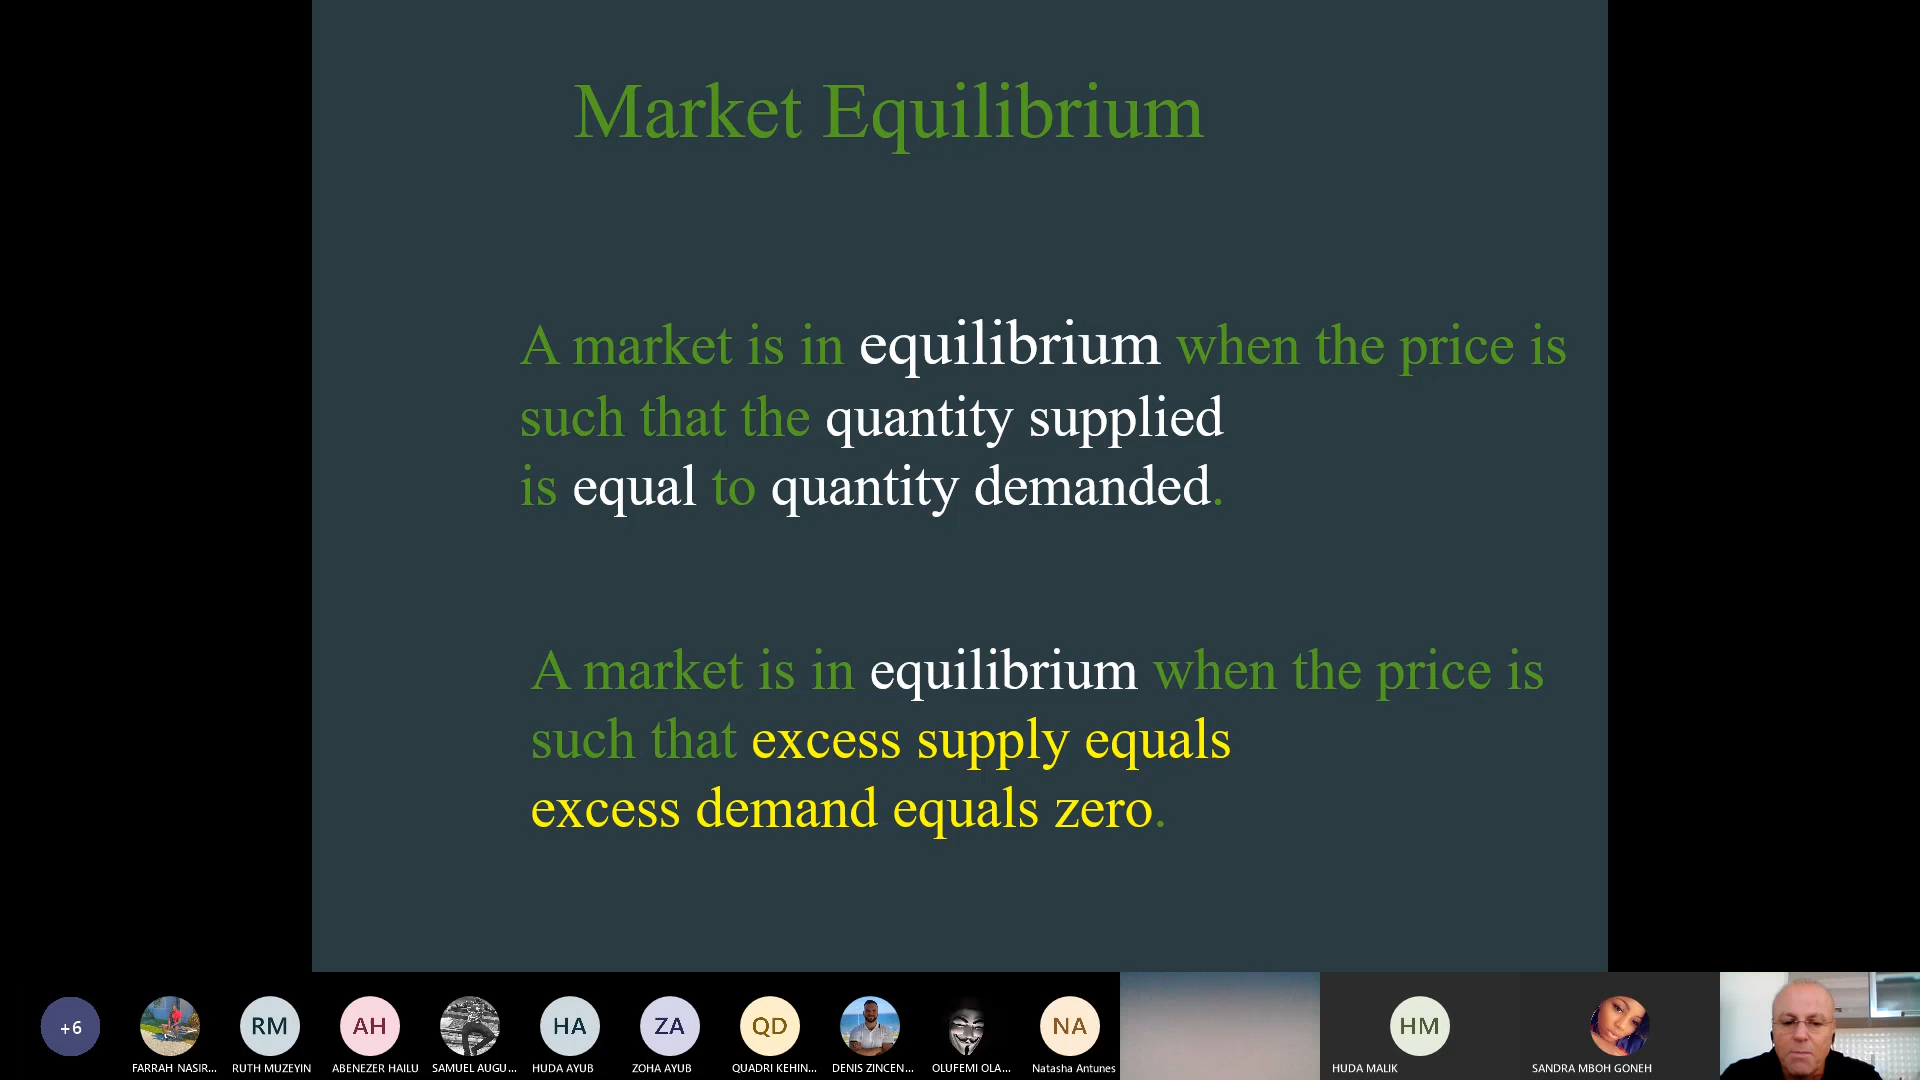 Market Equilibrium
A market is in equilibrium when the price is
such that the quantity supplied
is equal to quantity demanded.
A market is in equilibrium when the price is
such that excess supply equals
excess demand equals zero.
+6
RM
AH
HA
ZA
QD
NA
HM
FARRAH NASIR...
RUTH MUZEYIN
ABENEZER HAILU
SAMUEL AUGU...
HUDA AYUB
ZOHA AYUB
QUADRI KEHIN...
DENIS ZINCEN...
OLUFEMI OLA...
Natasha Antunes
HUDA MALIK
SANDRA MBOH GONEH